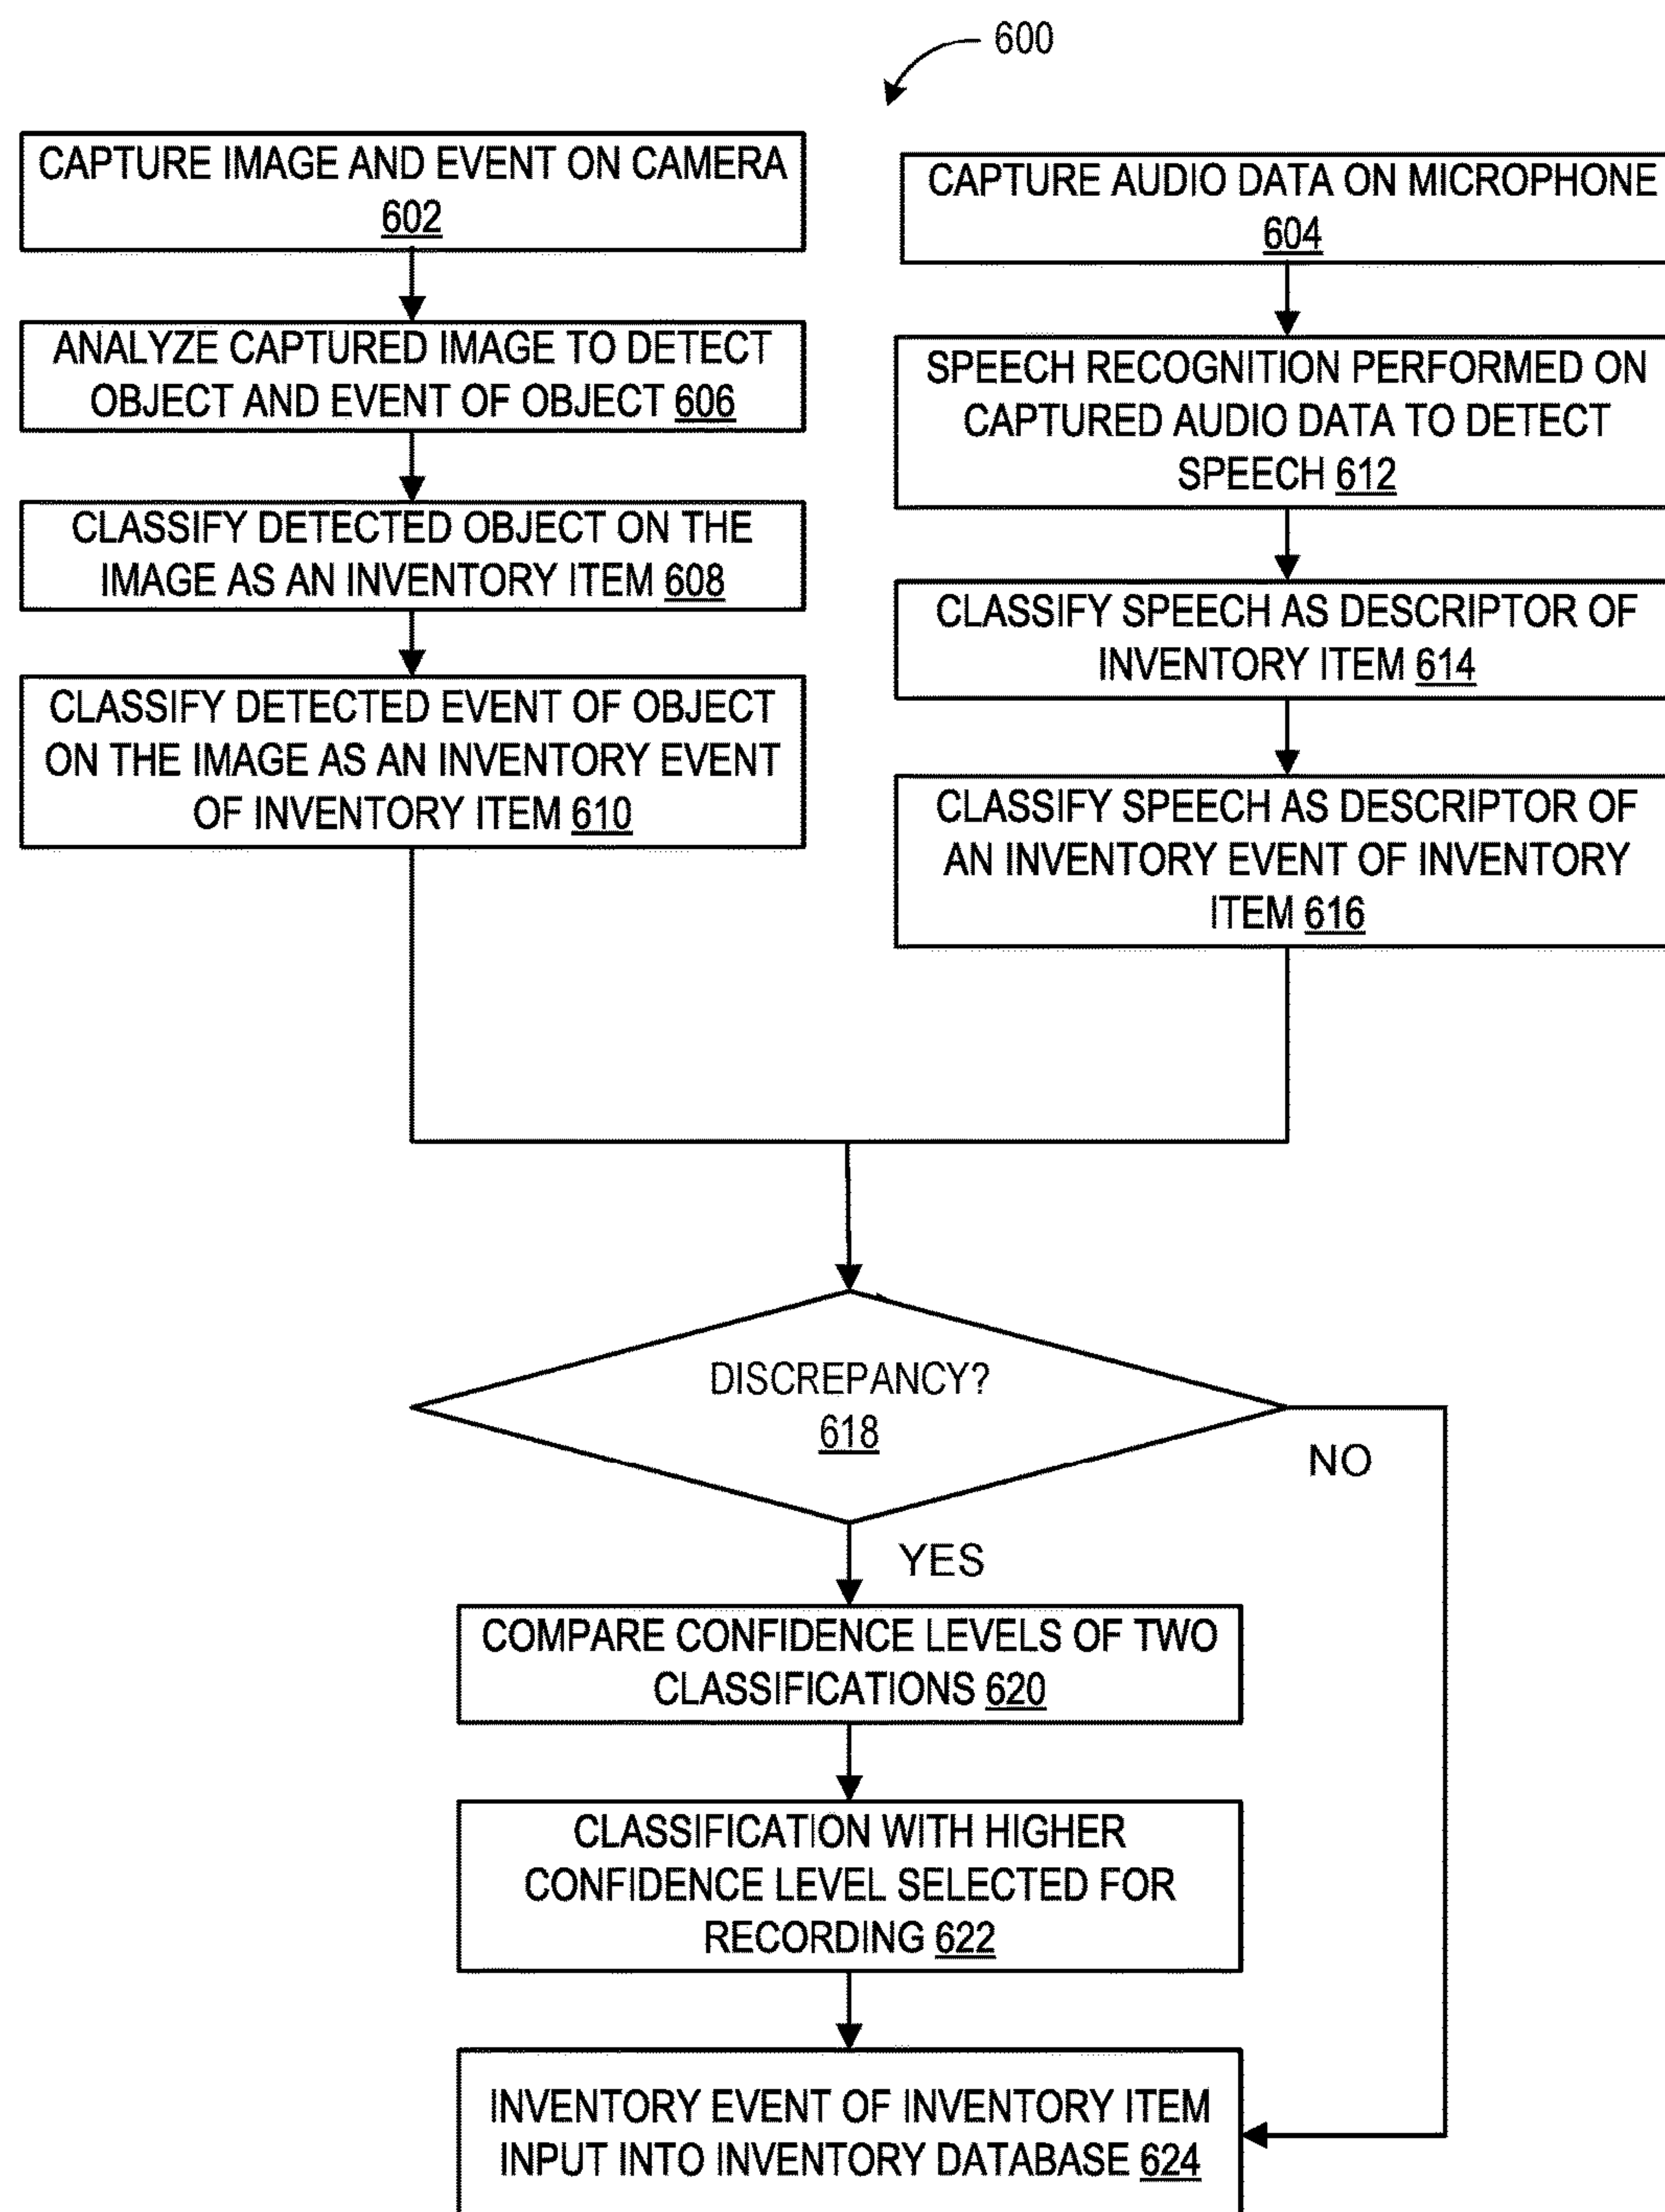 600
CAPTURE IMAGE AND EVENT ON CAMERA
602
ANALYZE CAPTURED IMAGE TO DETECT
OBJECT AND EVENT OF OBJECT 606
CLASSIFY DETECTED OBJECT ON THE
IMAGE AS AN INVENTORY ITEM 608
CLASSIFY DETECTED EVENT OF OBJECT
ON THE IMAGE AS AN INVENTORY EVENT
OF INVENTORY ITEM 610
CAPTURE AUDIO DATA ON MICROPHONE
604
SPEECH RECOGNITION PERFORMED ON
CAPTURED AUDIO DATA TO DETECT
SPEECH 612
CLASSIFY SPEECH AS DESCRIPTOR OF
INVENTORY ITEM 614
CLASSIFY SPEECH AS DESCRIPTOR OF
AN INVENTORY EVENT OF INVENTORY
ITEM 616
DISCREPANCY?
618
NO
YES
COMPARE CONFIDENCE LEVELS OF TWO
CLASSIFICATIONS 620
CLASSIFICATION WITH HIGHER
CONFIDENCE LEVEL SELECTED FOR
RECORDING 622
INVENTORY EVENT OF INVENTORY ITEM
INPUT INTO INVENTORY DATABASE 624